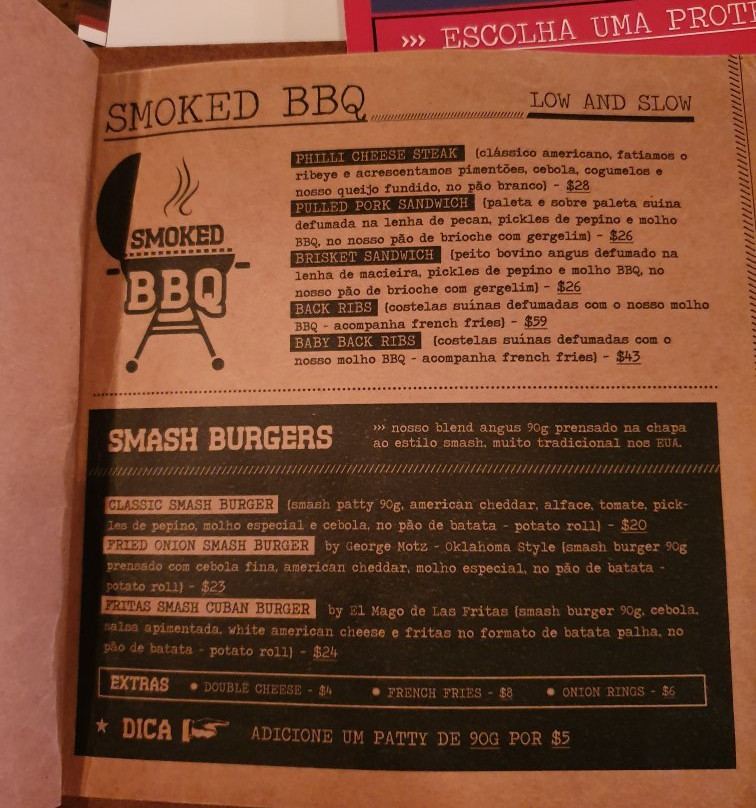 ››› ESCOLHA UMA PROT
SMOKED BBQ
LOW AND SLOW
SMOKED
BBQ
PHILLI CHEESE STEAK (clássico americano, fatiamos o
ribeye e acrescentamos pimentões, cebola, cogumelos e
nosso queijo fundido, no pão branco) - $28
PULLED PORK SANDWICH (paleta e sobre paleta suína
defumada na lenha de pecan, pickles de pepino e molho
BBQ, no nosso pão de brioche com gergelim) - $26
BRISKET SANDWICH (peito bovino angus defumado na
lenha de macieira, pickles de pepino e molho BBQ, no
nosso pão de brioche com gergelim) - $26
BACK RIBS (costelas suínas defumadas com o nosso molho
BBQ - acompanha french fries) - $59
BABY BACK RIBS (costelas suínas defumadas com o
nosso molho BBQ - acompanha french fries) - $43
SMASH BURGERS
››› nosso blend angus 90g prensado na chapa
ao estilo smash, muito tradicional nos EUA.
CLASSIC SMASH BURGER (smash patty 90g, american cheddar, alface, tomate, pick-
les de pepino, molho especial e cebola, no pão de batata - potato roll) - $20
FRIED ONION SMASH BURGER by George Motz - Oklahoma Style (smash burger 90g
prensado com cebola fina, american cheddar, molho especial, no pão de batata -
potato roll) - $23
FRITAS SMASH CUBAN BURGER by El Mago de Las Fritas (smash burger 90g, cebola,
salsa apimentada, white american cheese e fritas no formato de batata palha, no
pão de batata - potato roll) - $24
EXTRAS • DOUBLE CHEESE - $4 • FRENCH FRIES - $8 • ONION RINGS - $6
★ DICA ADICIONE UM PATTY DE 90G POR $5